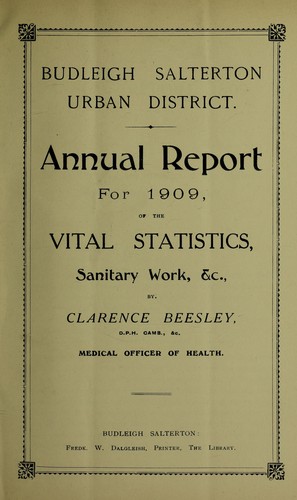 BUDLEIGH SALTERTON
URBAN DISTRICT.
Annual Report
For 1909,
OF THE
VITAL STATISTICS,
Sanitary Work, &c.,
BY.
CLARENCE BEESLEY,
D.P.H. CAMB., &c.
MEDICAL OFFICER OF HEALTH.
BUDLEIGH SALTERTON:
Fredk. W. Dalgleish, Printer, The Library.